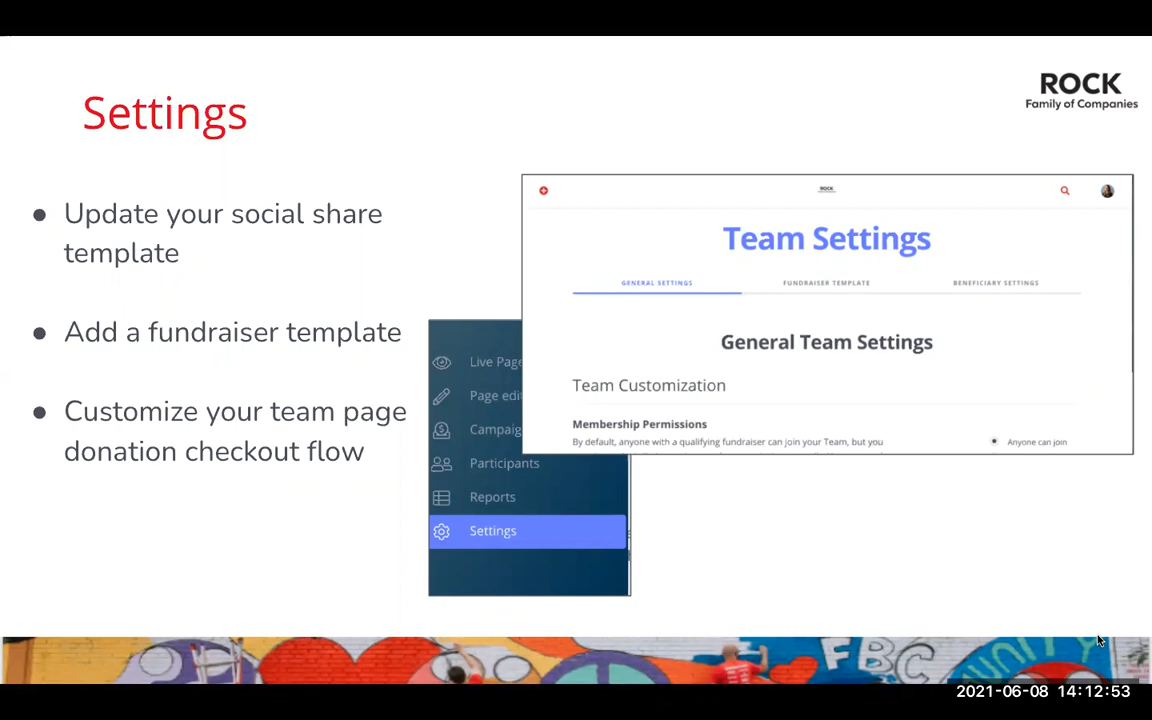 ROCK
Family of Companies
Settings
● Update your social share
template
● Add a fundraiser template
● Customize your team page
donation checkout flow
ROCK
Team Settings
GENERAL SETTINGS
FUNDRAISER TEMPLATE
BENEFICIARY SETTINGS
General Team Settings
Team Customization
Membership Permissions
By default, anyone with a qualifying fundraiser can join your Team, but you
Anyone can join
Live Page
Page edi
Campaig
Participants
Reports
Settings
FBC
UNITY
2021-06-08 14:12:53